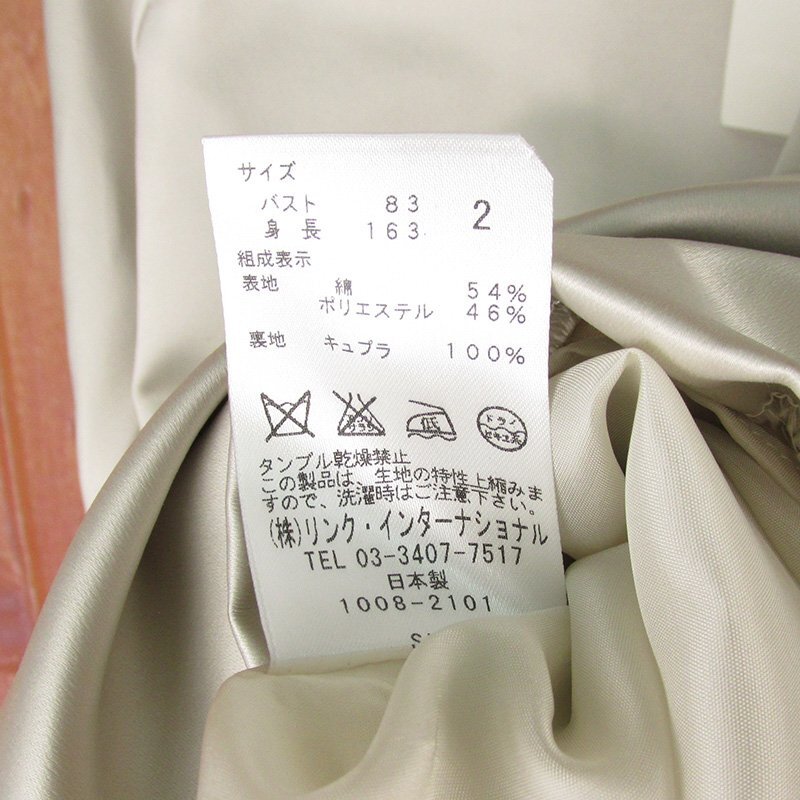 サイズ
バスト 83 2
身 長 163
組成表示
表地 綿 54%
ポリエステル 46%
裏地 キュプラ 100%
低 ドライ
タンブル乾燥禁止
この製品は、生地の特性上縮みま
すので、洗濯時はご注意下さい。
(株)リンク・インターナショナル
TEL 03-3407-7517
日本製
1008-2101